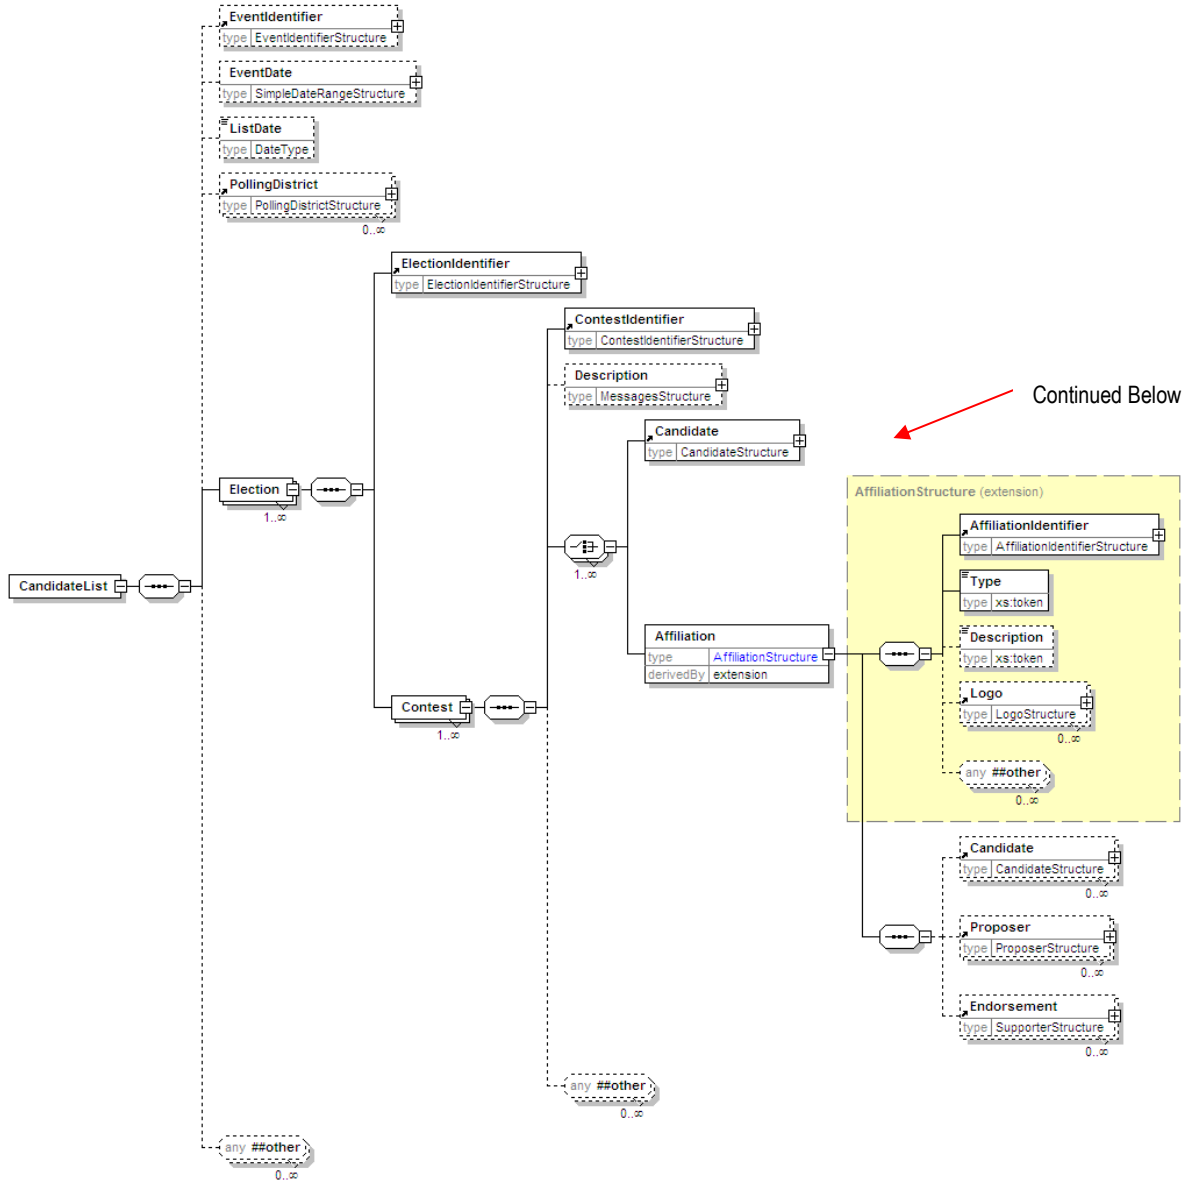 EventIdentifier
type EventIdentifierStructure
EventDate
type SimpleDateRangeStructure
ListDate
type DateType
PollingDistrict
type PollingDistrictStructure
0..∞
ElectionIdentifier
type ElectionIdentifierStructure
ContestIdentifier
type ContestIdentifierStructure
Description
type MessagesStructure
Continued Below
Candidate
type CandidateStructure
Election
1..∞
AffiliationStructure (extension)
AffiliationIdentifier
type AffiliationIdentifierStructure
1..∞
CandidateList
Type
type xs:token
Affiliation
type AffiliationStructure
derivedBy extension
Description
type xs:token
Contest
1..∞
Logo
type LogoStructure
0..∞
any ##other
0..∞
Candidate
type CandidateStructure
0..∞
Proposer
type ProposerStructure
0..∞
Endorsement
type SupporterStructure
0..∞
any ##other
0..∞
any ##other
0..∞